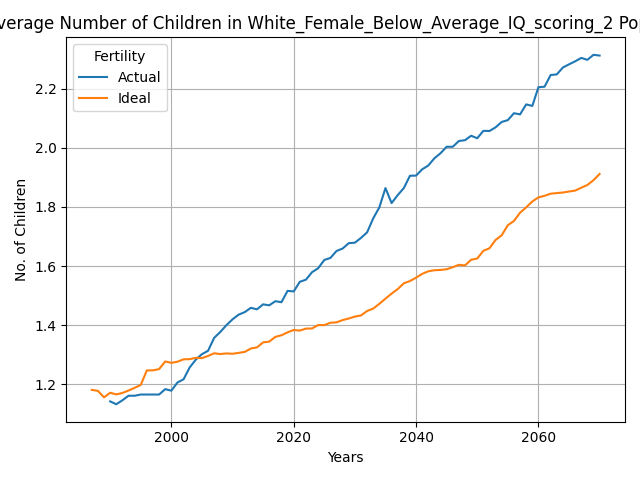 verage Number of Children in White_Female_Below_Average_IQ_scoring_2 Pop
Fertility
Actual
Ideal
No. of Children
2.2
2.0
1.8
1.6
1.4
1.2
2000 2020 2040 2060
Years